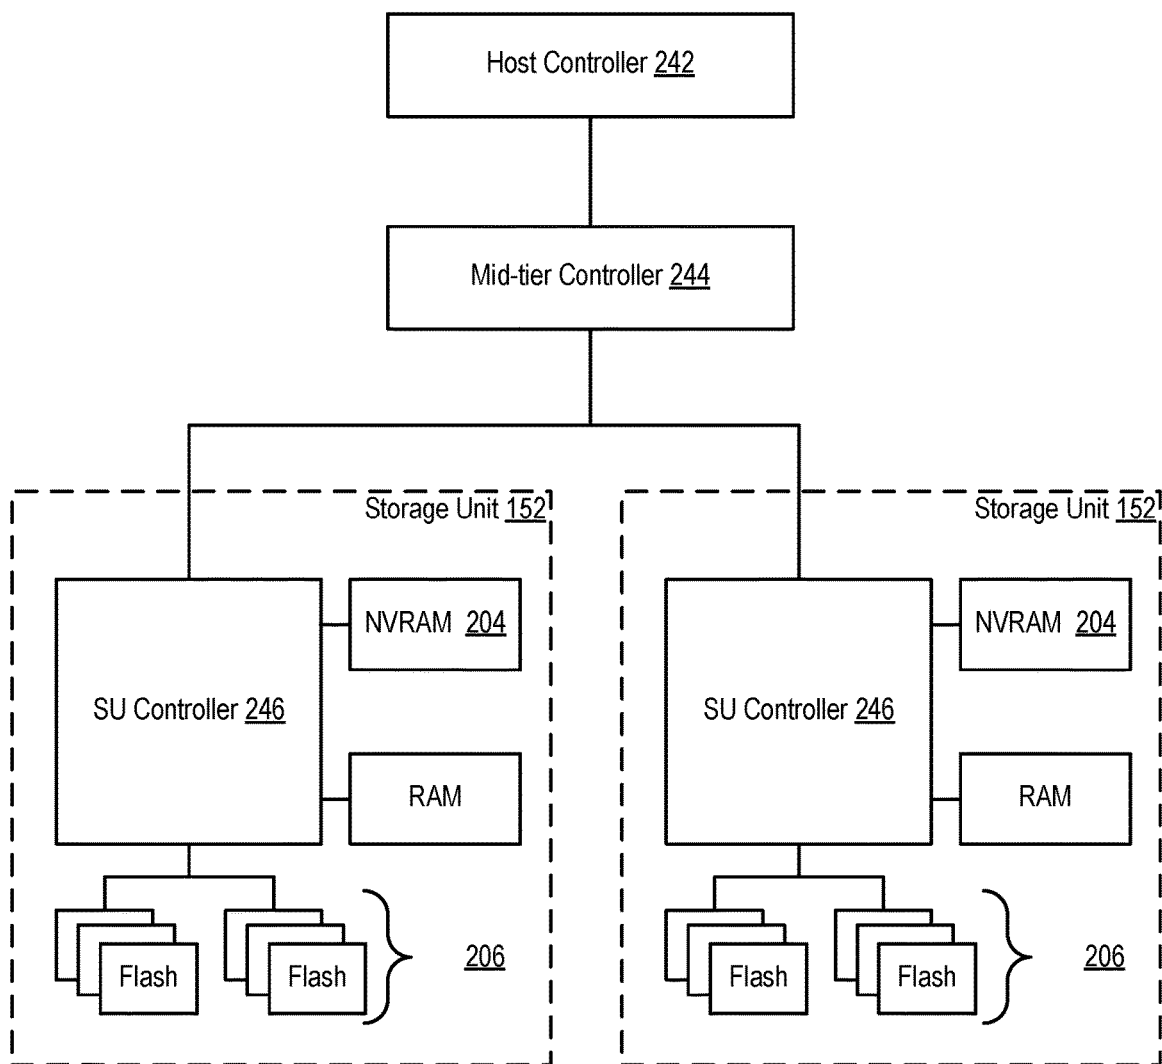 Host Controller 242
Mid-tier Controller 244
Storage Unit 152
Storage Unit 152
NVRAM 204
NVRAM 204
SU Controller 246
SU Controller 246
RAM
RAM
Flash
Flash
206
Flash
Flash
206